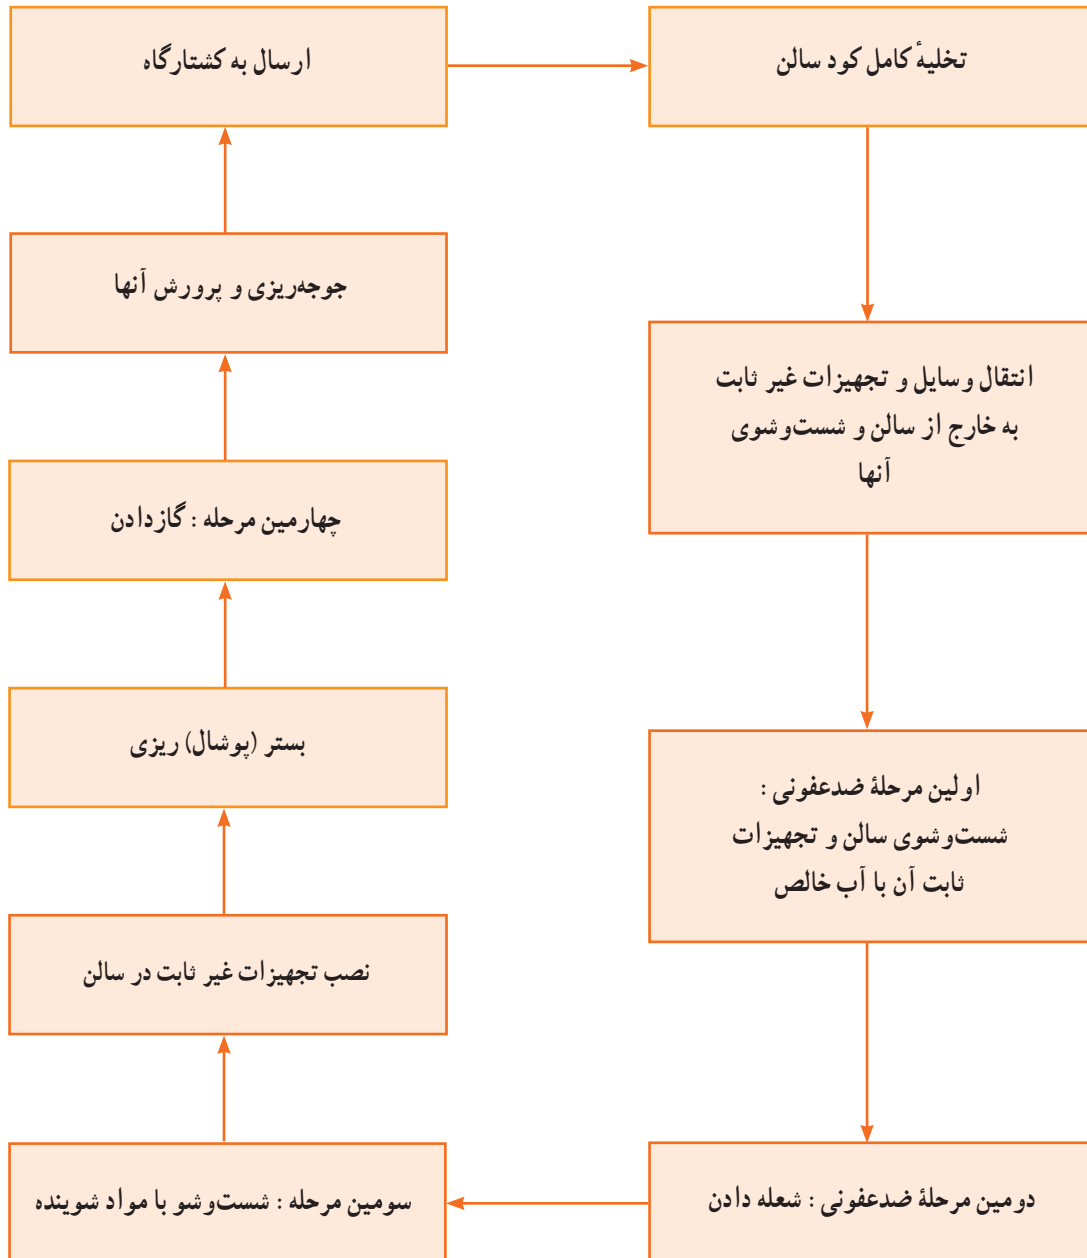 تخلیهٔ کامل کود سالن
انتقال وسایل و تجهیزات غیر ثابت
به خارج از سالن و شست‌وشوی
آنها
اولین مرحلهٔ ضدعفونی :
شست‌وشوی سالن و تجهیزات
ثابت آن با آب خالص
دومین مرحلهٔ ضدعفونی : شعله دادن
سومین مرحله : شست‌وشو با مواد شوینده
نصب تجهیزات غیر ثابت در سالن
بستر (پوشال) ریزی
چهارمین مرحله : گازدادن
جوجه‌ریزی و پرورش آنها
ارسال به کشتارگاه